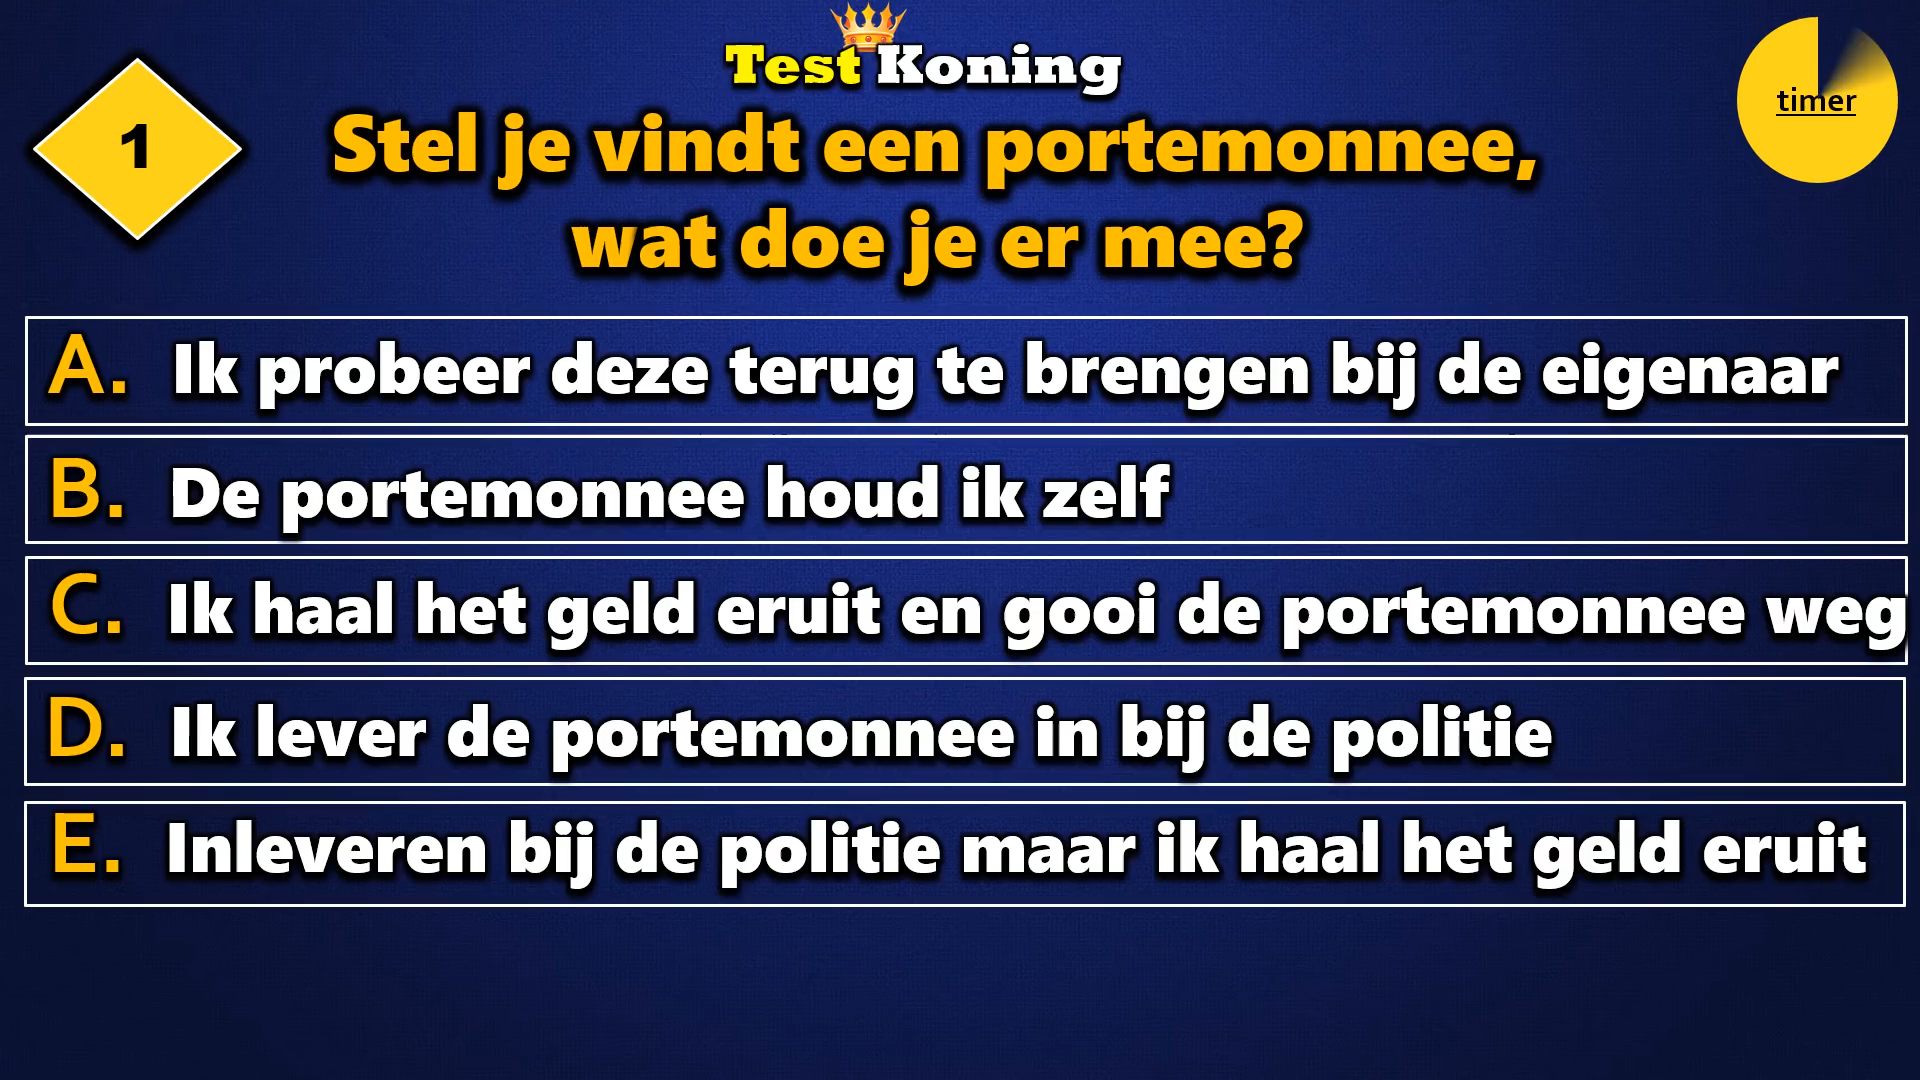 Test Koning
timer
1
Stel je vindt een portemonnee,
wat doe je er mee?
A. Ik probeer deze terug te brengen bij de eigenaar
B. De portemonnee houd ik zelf
C. Ik haal het geld eruit en gooi de portemonnee weg
D. Ik lever de portemonnee in bij de politie
E. Inleveren bij de politie maar ik haal het geld eruit